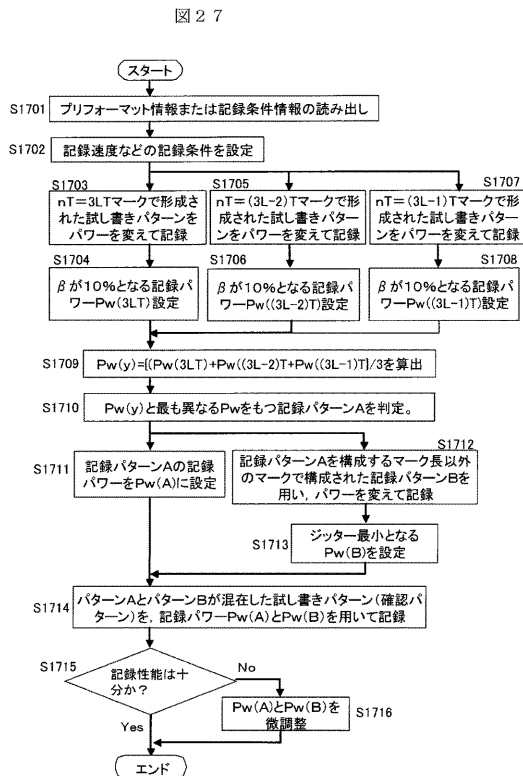 図27
スタート
S1701
プリフォーマット情報または記録条件情報の読み出し
S1702
記録速度などの記録条件を設定
S1703
nT=3LTマークで形成さ
れた試し書きパターンを
パワーを変えて記録
S1705
nT=(3L-2)Tマークで形
成された試し書きパター
ンをパワーを変えて記録
S1707
nT=(3L-1)Tマークで形
成された試し書きパター
ンをパワーを変えて記録
S1704
βが10%となる記録パ
ワーPw(3LT)設定
S1706
βが10%となる記録パ
ワーPw((3L-2)T)設定
S1708
βが10%となる記録パ
ワーPw((3L-1)T)設定
S1709
Pw(y)=[(Pw(3LT)+Pw((3L-2)T+Pw((3L-1)T]/3を算出
S1710
Pw(y)と最も異なるPwをもつ記録パターンAを判定。
S1711
記録パターンAの記録
パワーをPw(A)に設定
S1712
記録パターンAを構成するマーク長以外
のマークで構成された記録パターンBを
用い,パワーを変えて記録
S1713
ジッター最小となる
Pw(B)を設定
S1714
パターンAとパターンBが混在した試し書きパターン(確認パ
ターン)を,記録パワーPw(A)とPw(B)を用いて記録
S1715
記録性能は十
分か?
No
Yes
Pw(A)とPw(B)を
微調整
S1716
エンド